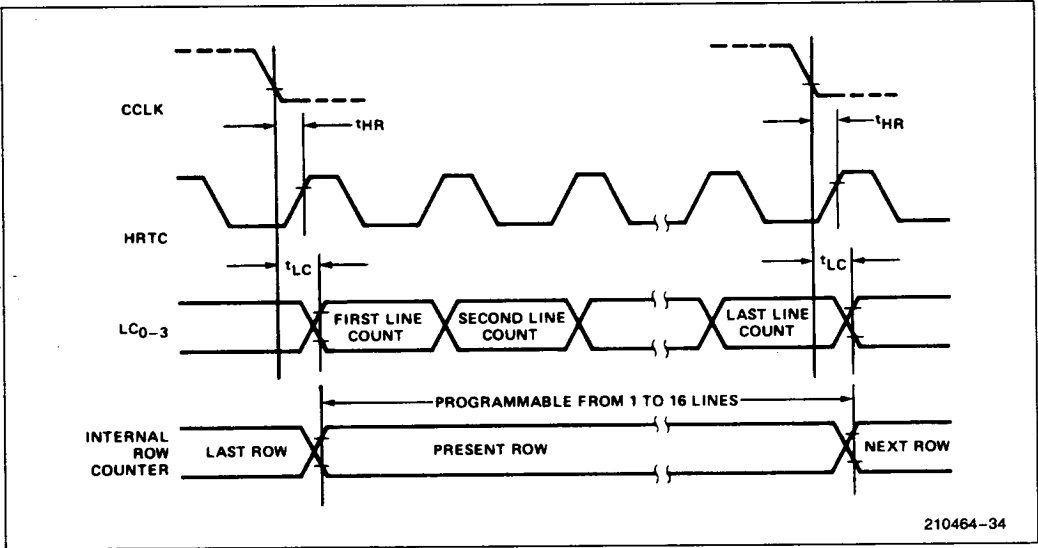 CCLK
tHR
tHR
HRTC
tLC
tLC
LC0–3
FIRST LINE
COUNT
SECOND LINE
COUNT
LAST LINE
COUNT
PROGRAMMABLE FROM 1 TO 16 LINES
INTERNAL
ROW
COUNTER
LAST ROW
PRESENT ROW
NEXT ROW
210464–34